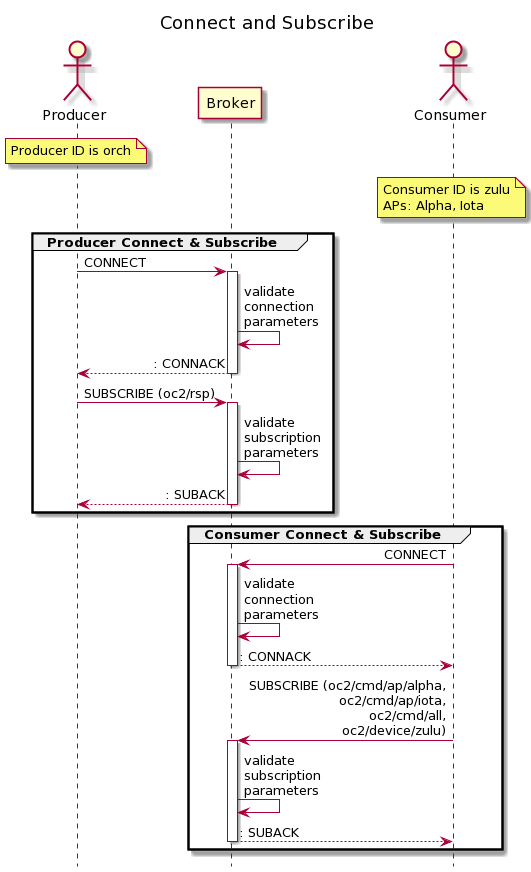 Connect and Subscribe
Producer
Broker
Consumer
Producer ID is orch
Consumer ID is zulu
APs: Alpha, Iota
Producer Connect & Subscribe
CONNECT
validate
connection
parameters
: CONNACK
SUBSCRIBE (oc2/rsp)
validate
subscription
parameters
: SUBACK
Consumer Connect & Subscribe
CONNECT
validate
connection
parameters
: CONNACK
SUBSCRIBE (oc2/cmd/ap/alpha,
oc2/cmd/ap/iota,
oc2/cmd/all,
oc2/device/zulu)
validate
subscription
parameters
: SUBACK